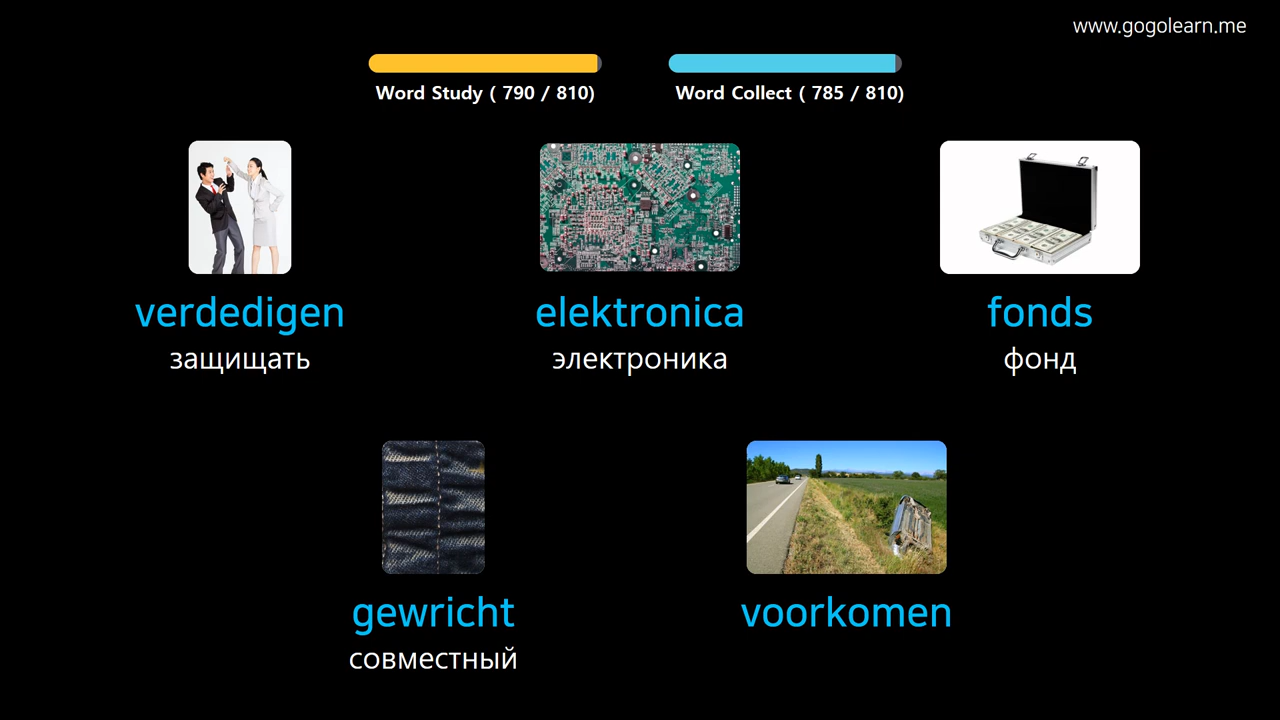 www.gogolearn.me
Word Study ( 790 / 810)
Word Collect ( 785 / 810)
verdedigen
защищать
elektronica
электроника
fonds
фонд
gewricht
совместный
voorkomen